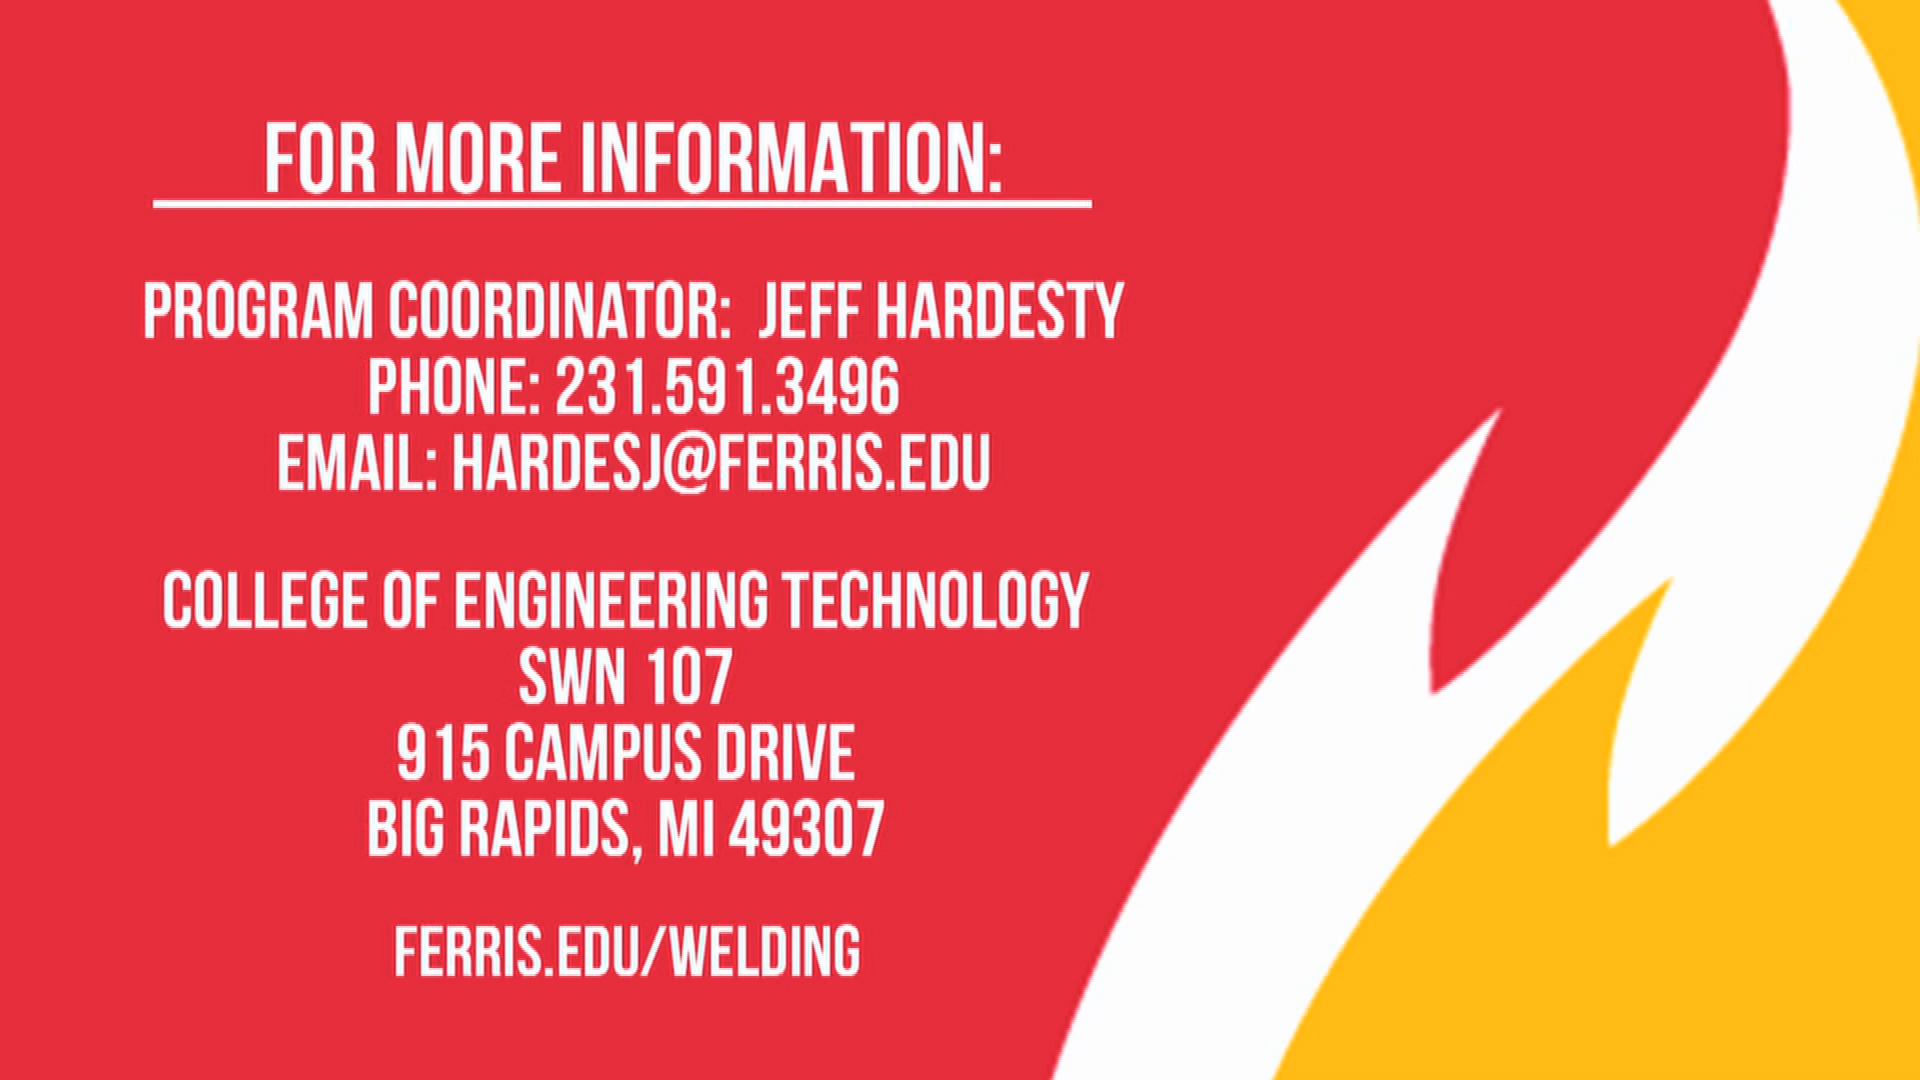 FOR MORE INFORMATION:
PROGRAM COORDINATOR: JEFF HARDESTY
PHONE: 231.591.3496
EMAIL: HARDESJ@FERRIS.EDU
COLLEGE OF ENGINEERING TECHNOLOGY
SWN 107
915 CAMPUS DRIVE
BIG RAPIDS, MI 49307
FERRIS.EDU/WELDING